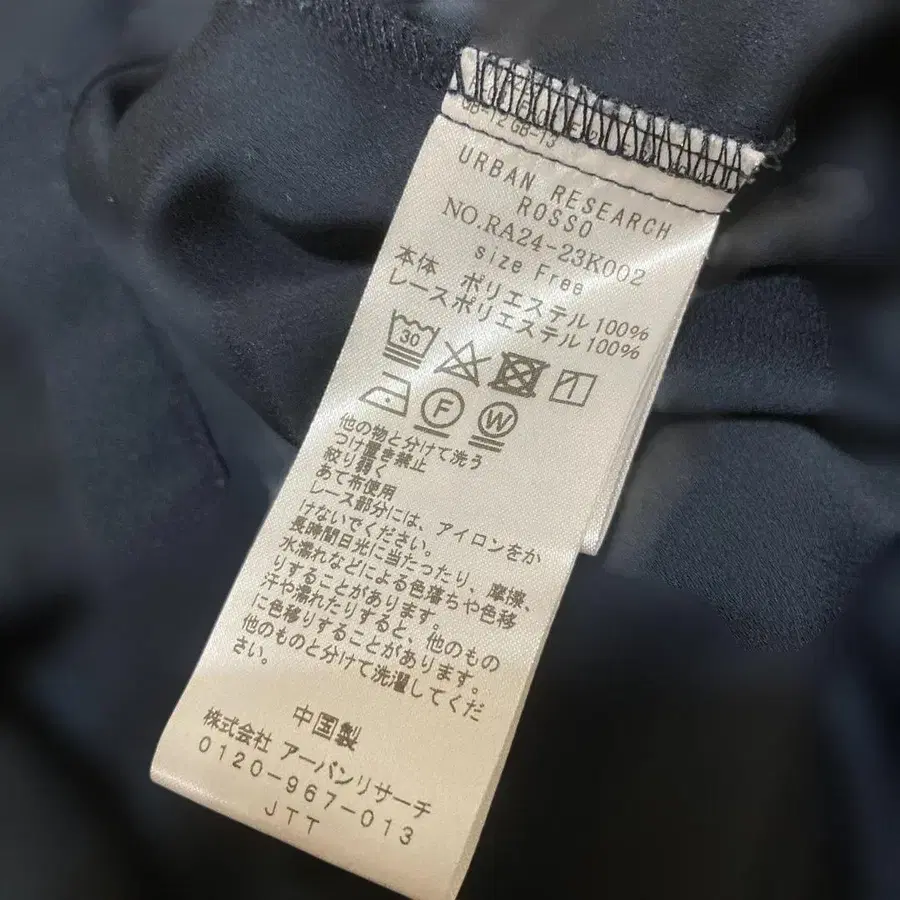 URBAN RESEARCH
ROSSO
NO.RA24-23K002
size Free
本体 ポリエステル100%
レースポリエステル100%
30
F W
他の物と分けて洗う
つけ置き禁止
絞り弱く
あて布使用
レース部分には、アイロンをか
けないでください。
長時間日光に当たったり、摩擦、
水濡れなどによる色落ちや色移
りすることがあります。
汗や濡れたりすると、他のもの
に色移りすることがあります。
他のものと分けて洗濯してくだ
さい。
中国製
株式会社 アーバンリサーチ
0120-967-013
JTT